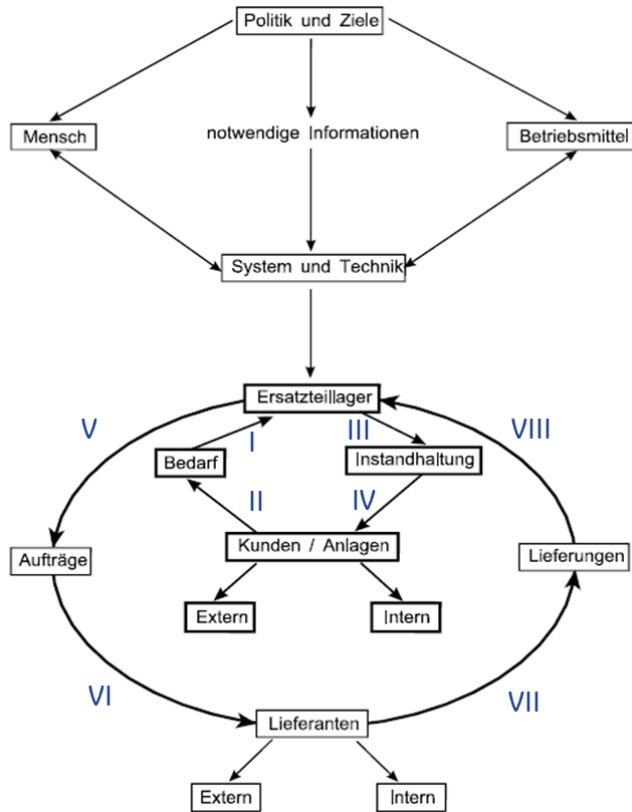 Politik und Ziele
Mensch
notwendige Informationen
Betriebsmittel
System und Technik
Ersatzteillager
V
I
III
VIII
Bedarf
Instandhaltung
II
IV
Kunden / Anlagen
Aufträge
Lieferungen
Extern
Intern
VI
VII
Lieferanten
Extern
Intern